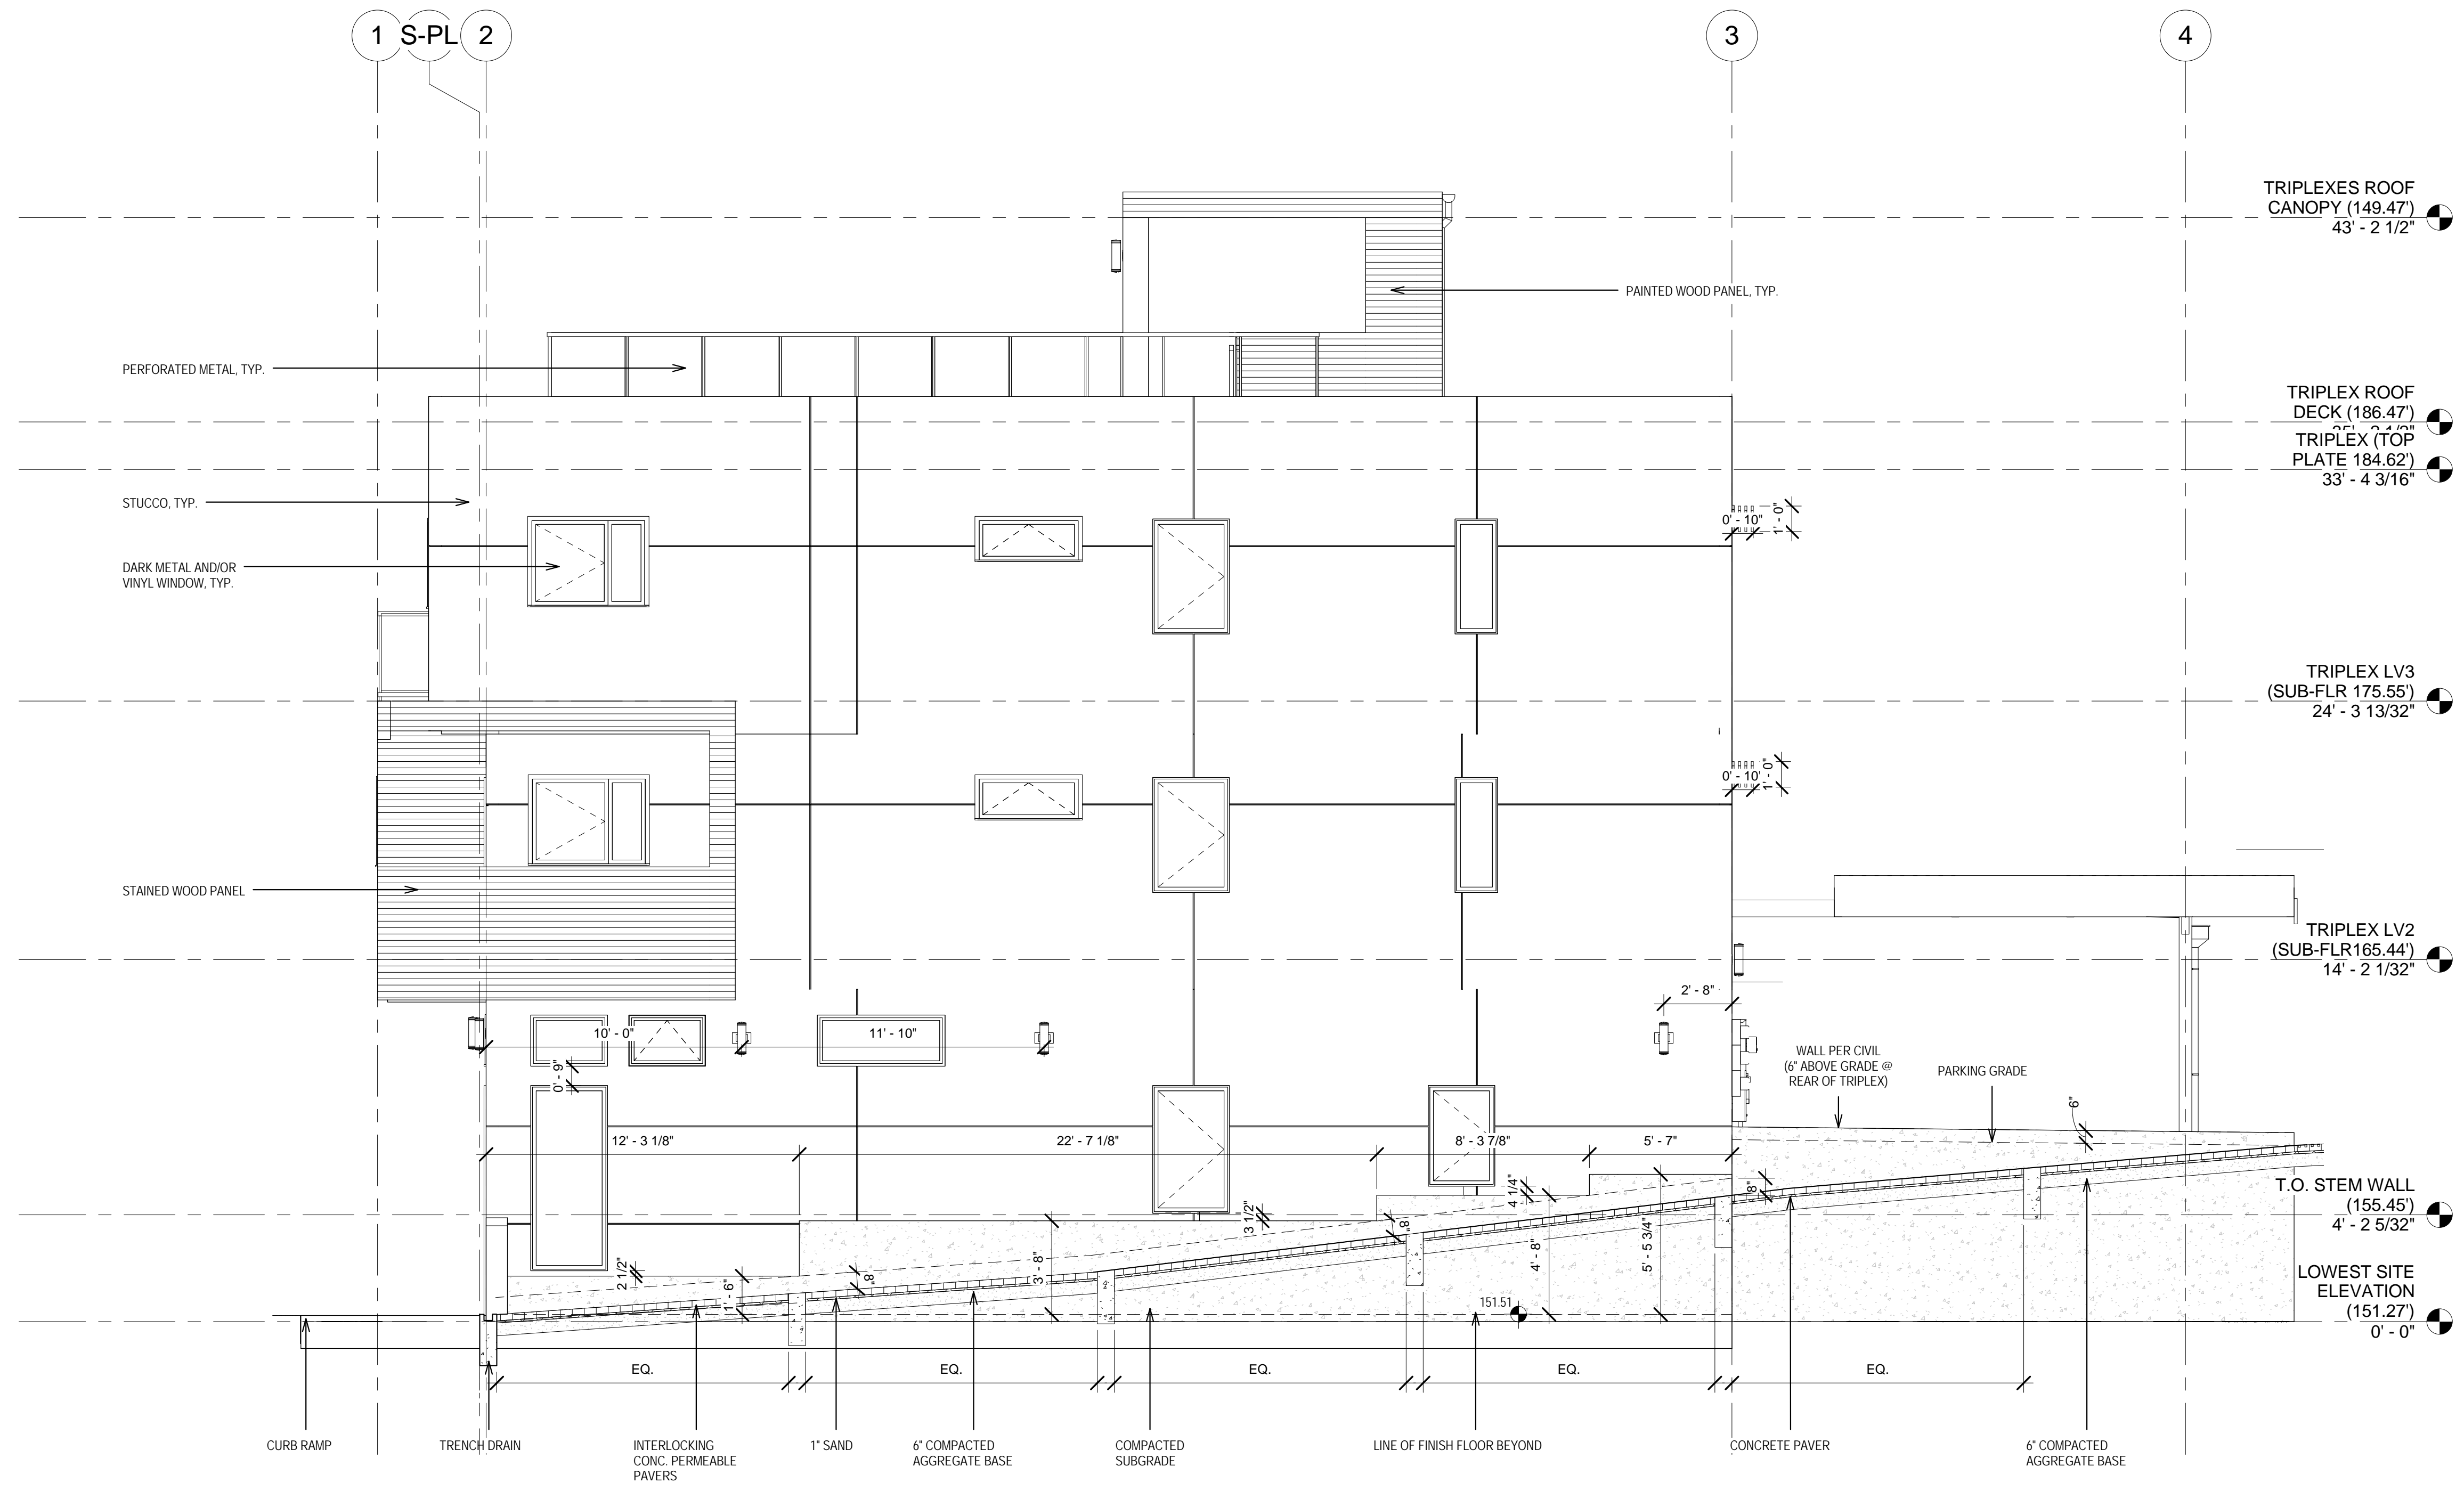 1
S-PL
2
3
4
TRIPLEXES ROOF
CANOPY (149.47')
43' - 2 1/2"
PAINTED WOOD PANEL, TYP.
PERFORATED METAL, TYP.
TRIPLEX ROOF
DECK (186.47')
TRIPLEX (TOP
PLATE 184.62')
33' - 4 3/16"
STUCCO, TYP.
0' - 10"
1' - 0"
DARK METAL AND/OR
VINYL WINDOW, TYP.
TRIPLEX LV3
(SUB-FLR 175.55')
24' - 3 13/32"
0' - 10'
1' - 0"
STAINED WOOD PANEL
TRIPLEX LV2
(SUB-FLR165.44')
14' - 2 1/32"
2' - 8"
10' - 0"
11' - 10"
0' - 9"
WALL PER CIVIL
(6" ABOVE GRADE @
REAR OF TRIPLEX)
PARKING GRADE
6"
12' - 3 1/8"
22' - 7 1/8"
8' - 3 7/8"
5' - 7"
T.O. STEM WALL
(155.45')
4' - 2 5/32"
4 1/4"
8"
3 1/2"
8"
2 1/2"
1' - 6"
8"
3' - 8"
4' - 8"
5' - 5 3/4"
151.51
LOWEST SITE
ELEVATION
(151.27')
0' - 0"
EQ.
EQ.
EQ.
EQ.
EQ.
CURB RAMP
TRENCH DRAIN
INTERLOCKING
CONC. PERMEABLE
PAVERS
1" SAND
6" COMPACTED
AGGREGATE BASE
COMPACTED
SUBGRADE
LINE OF FINISH FLOOR BEYOND
CONCRETE PAVER
6" COMPACTED
AGGREGATE BASE